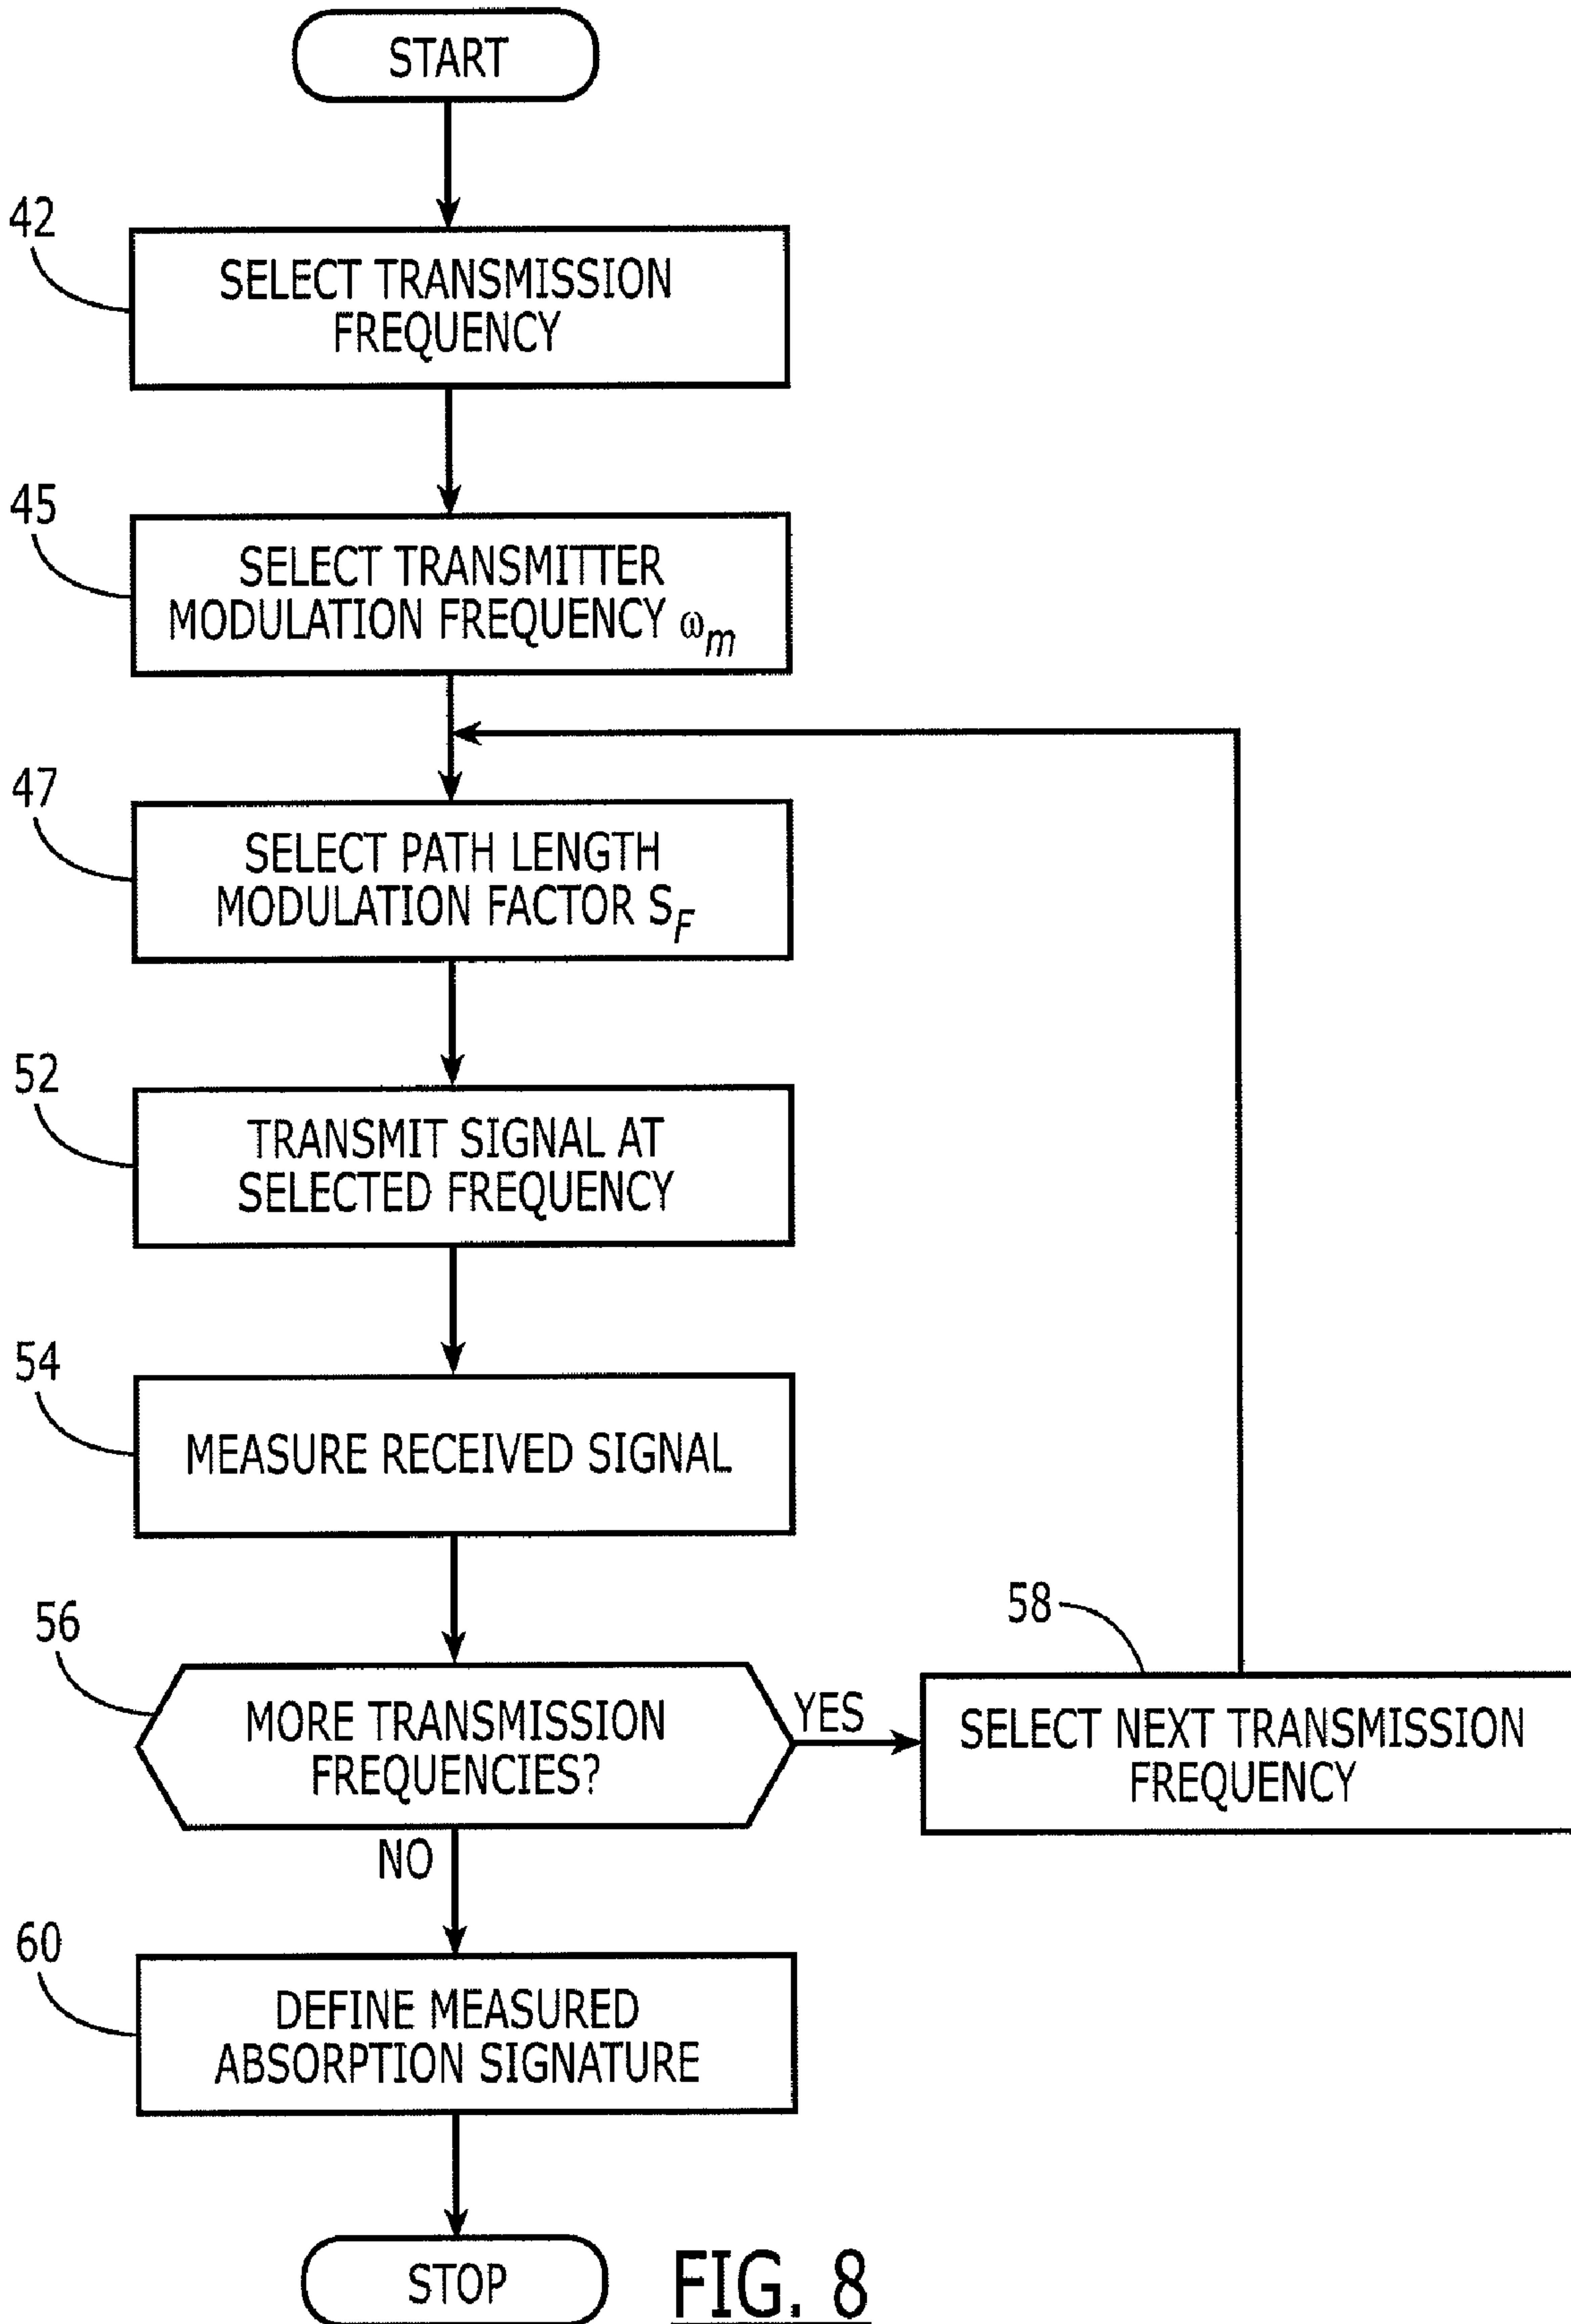 START
42
SELECT TRANSMISSION
FREQUENCY
45
SELECT TRANSMITTER
MODULATION FREQUENCY ωm
47
SELECT PATH LENGTH
MODULATION FACTOR SF
52
TRANSMIT SIGNAL AT
SELECTED FREQUENCY
54
MEASURE RECEIVED SIGNAL
56
MORE TRANSMISSION
FREQUENCIES?
YES
58
SELECT NEXT TRANSMISSION
FREQUENCY
NO
60
DEFINE MEASURED
ABSORPTION SIGNATURE
STOP
FIG. 8